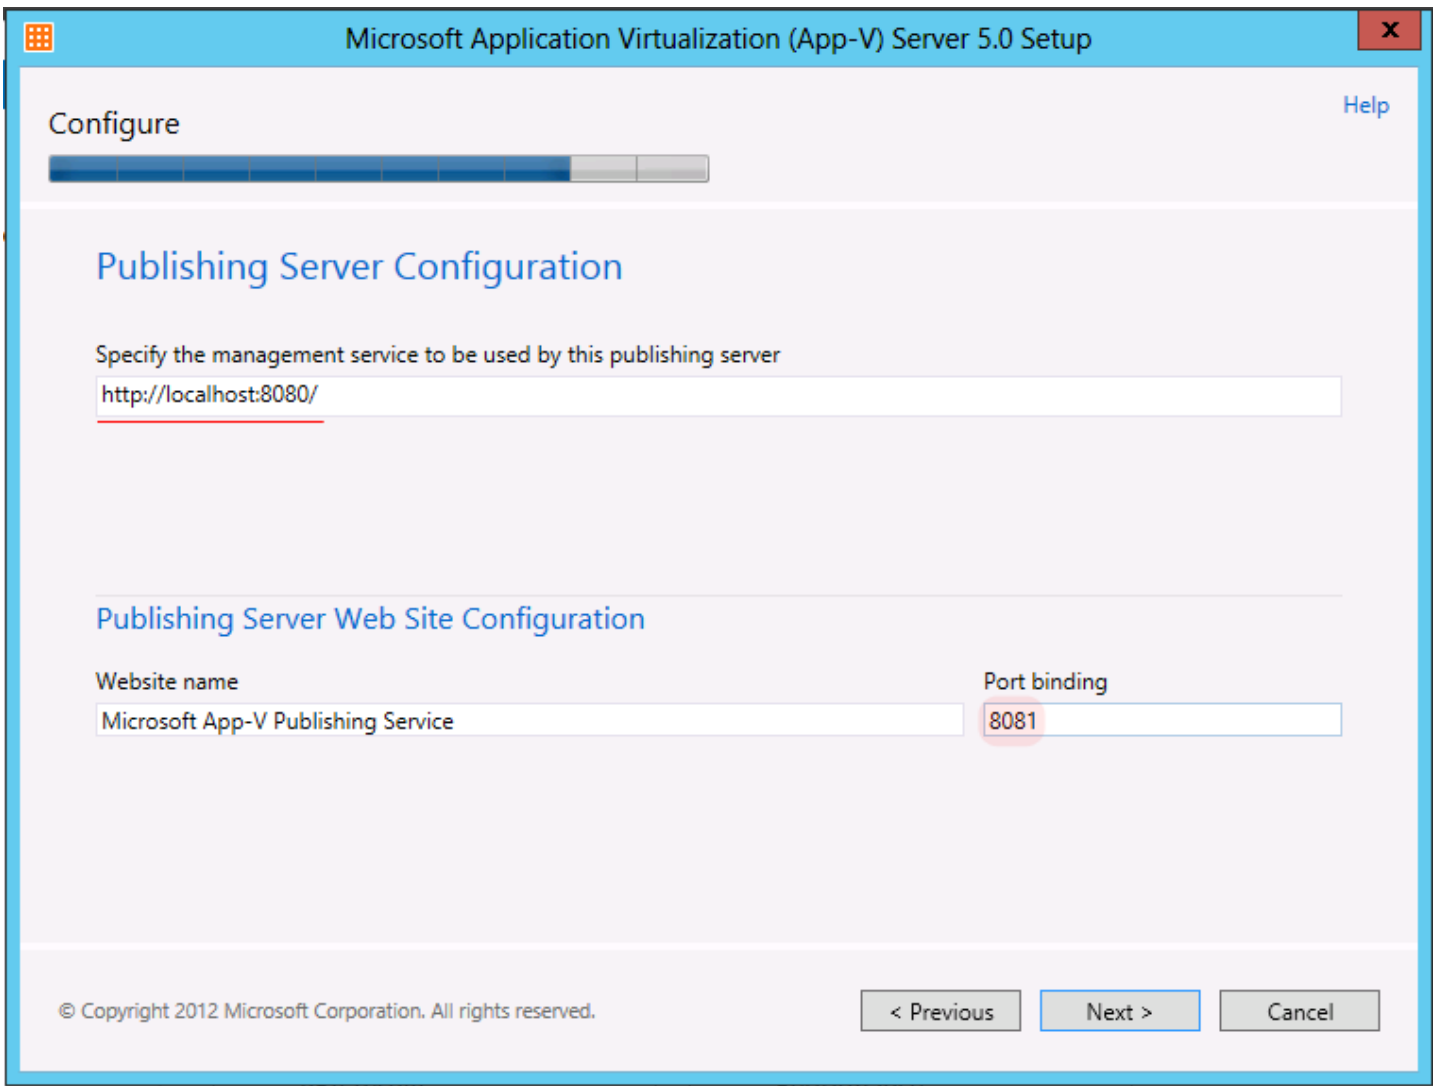 Microsoft Application Virtualization (App-V) Server 5.0 Setup
x
Help
Configure
Publishing Server Configuration
Specify the management service to be used by this publishing server
http://localhost:8080/
Publishing Server Web Site Configuration
Website name
Port binding
Microsoft App-V Publishing Service
8081
© Copyright 2012 Microsoft Corporation. All rights reserved.
< Previous
Next >
Cancel